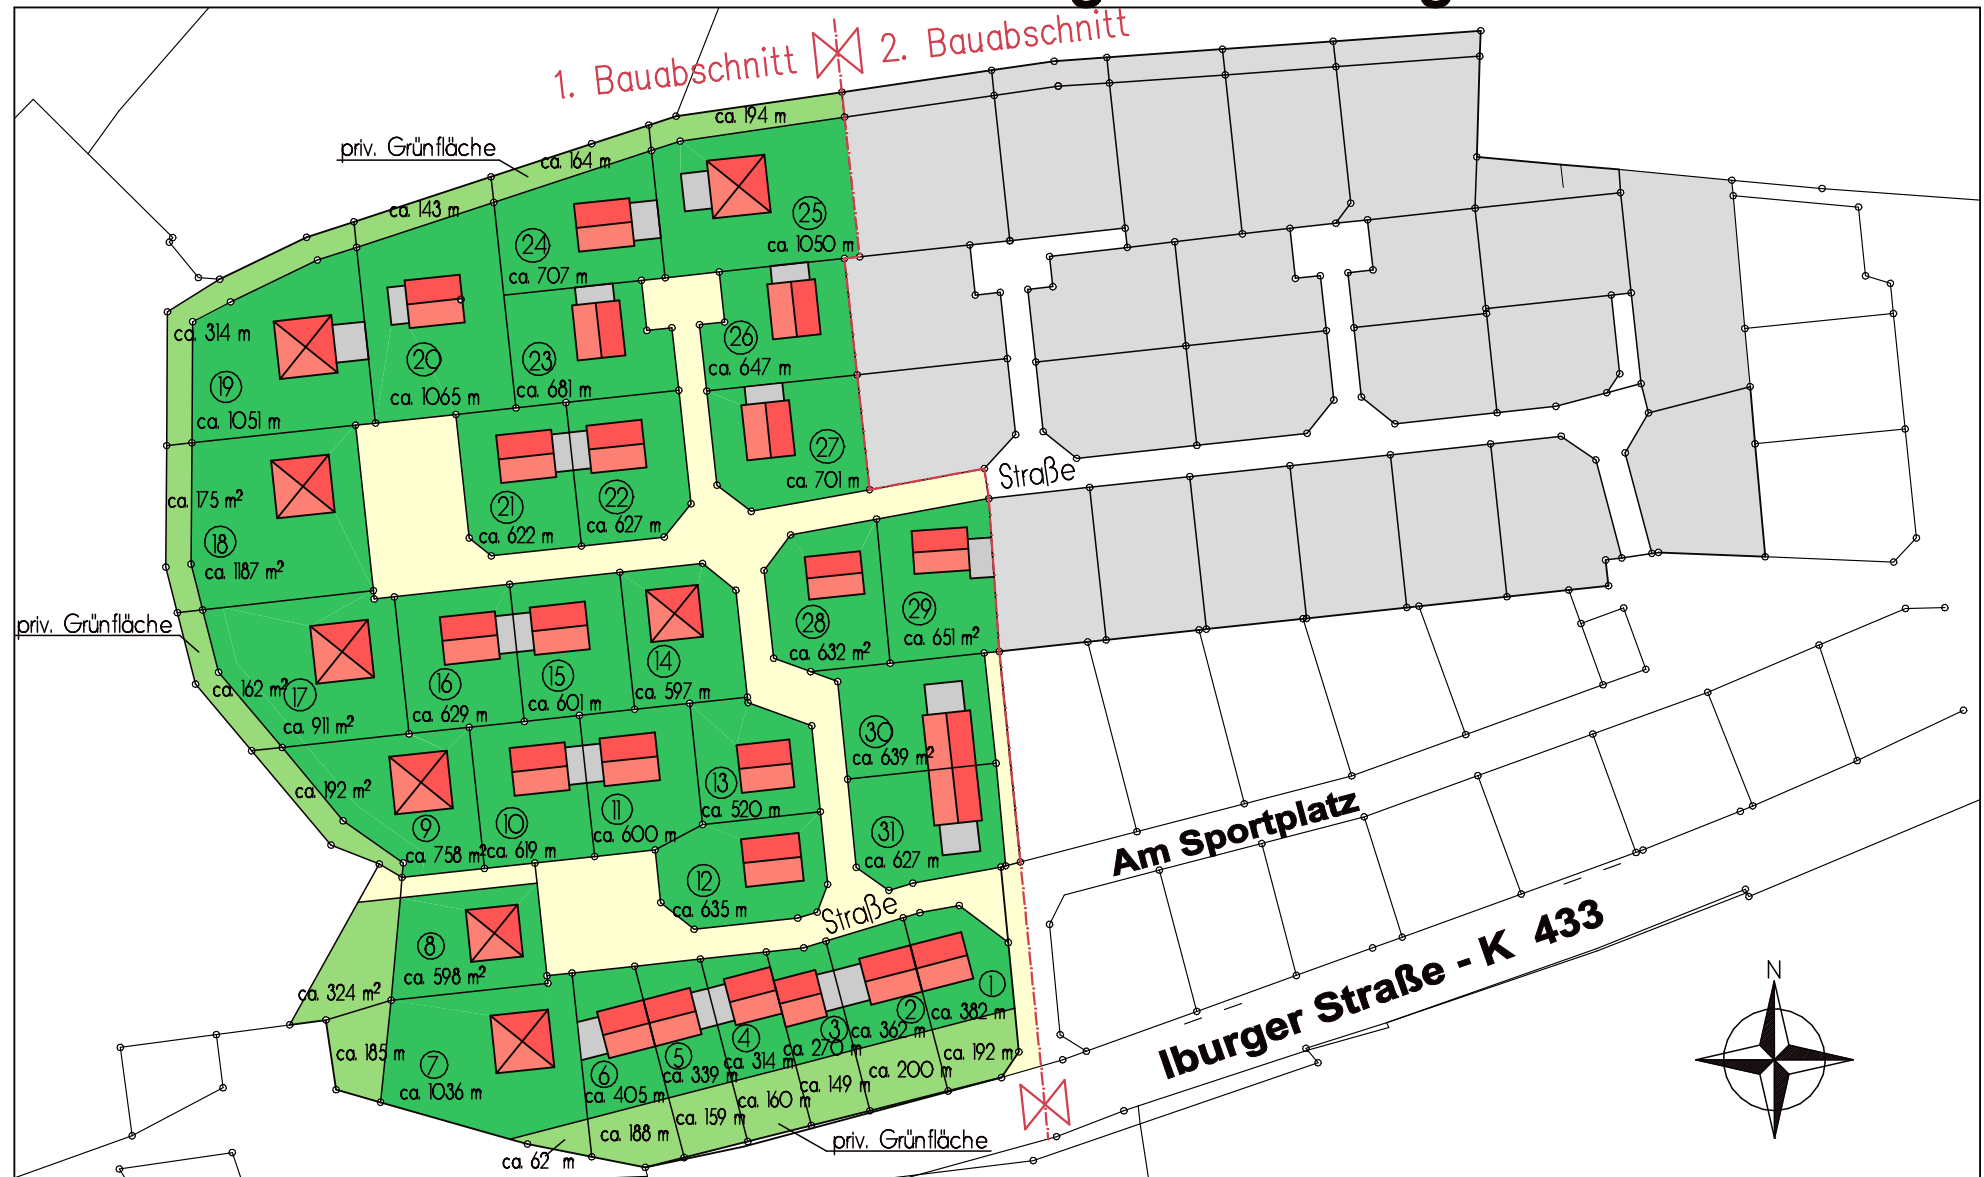 1. Bauabschnitt
2. Bauabschnitt
ca. 194 m
priv. Grünfläche
ca. 164 m
ca. 143 m
25
ca. 1050 m
24
ca. 707 m
ca. 314 m
26
ca. 647 m
23
ca. 681 m
20
ca. 1065 m
19
ca. 1051 m
27
ca. 701 m
Straße
ca. 175 m²
21
ca. 622 m
22
ca. 627 m
18
ca. 1187 m²
28
ca. 632 m²
29
ca. 651 m²
priv. Grünfläche
ca. 162 m²
17
ca. 911 m²
16
ca. 629 m
15
ca. 601 m
14
ca. 597 m
30
ca. 639 m²
ca. 192 m²
13
ca. 520 m
11
ca. 600 m
10
ca. 619 m
9
ca. 758 m²
31
ca. 627 m
Am Sportplatz
12
ca. 635 m
Straße
Iburger Straße - K 433
8
ca. 598 m²
ca. 324 m²
N
1
ca. 382 m
2
ca. 362 m
3
ca. 270 m
4
ca. 314 m
5
ca. 339 m
6
ca. 405 m
7
ca. 1036 m
ca. 185 m
ca. 192 m
ca. 200 m
ca. 149 m
ca. 160 m
ca. 159 m
ca. 188 m
ca. 62 m
priv. Grünfläche